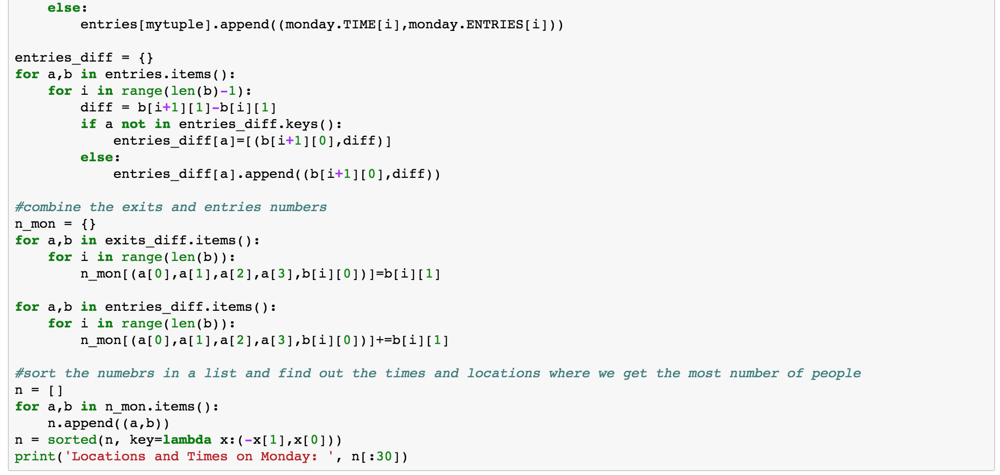 else:
        entries[mytuple].append((monday.TIME[i],monday.ENTRIES[i]))

entries_diff = {}
for a,b in entries.items():
    for i in range(len(b)-1):
        diff = b[i+1][1]-b[i][1]
        if a not in entries_diff.keys():
            entries_diff[a]=[(b[i+1][0],diff)]
        else:
            entries_diff[a].append((b[i+1][0],diff))

#combine the exits and entries numbers
n_mon = {}
for a,b in exits_diff.items():
    for i in range(len(b)):
        n_mon[(a[0],a[1],a[2],a[3],b[i][0])]=b[i][1]

for a,b in entries_diff.items():
    for i in range(len(b)):
        n_mon[(a[0],a[1],a[2],a[3],b[i][0])]+=b[i][1]

#sort the numebrs in a list and find out the times and locations where we get the most number of people
n = []
for a,b in n_mon.items():
    n.append((a,b))
n = sorted(n, key=lambda x:(-x[1],x[0]))
print('Locations and Times on Monday: ', n[:30])